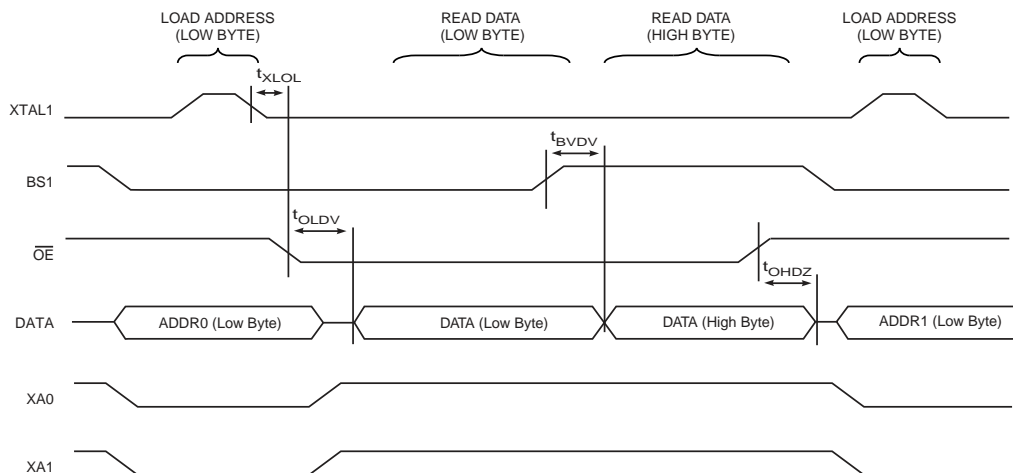 LOAD ADDRESS
(LOW BYTE)
READ DATA
(LOW BYTE)
READ DATA
(HIGH BYTE)
LOAD ADDRESS
(LOW BYTE)
tXLOL
XTAL1
tBVDV
BS1
tOLDV
OE
tOHDZ
DATA
ADDR0 (Low Byte)
DATA (Low Byte)
DATA (High Byte)
ADDR1 (Low Byte)
XA0
XA1